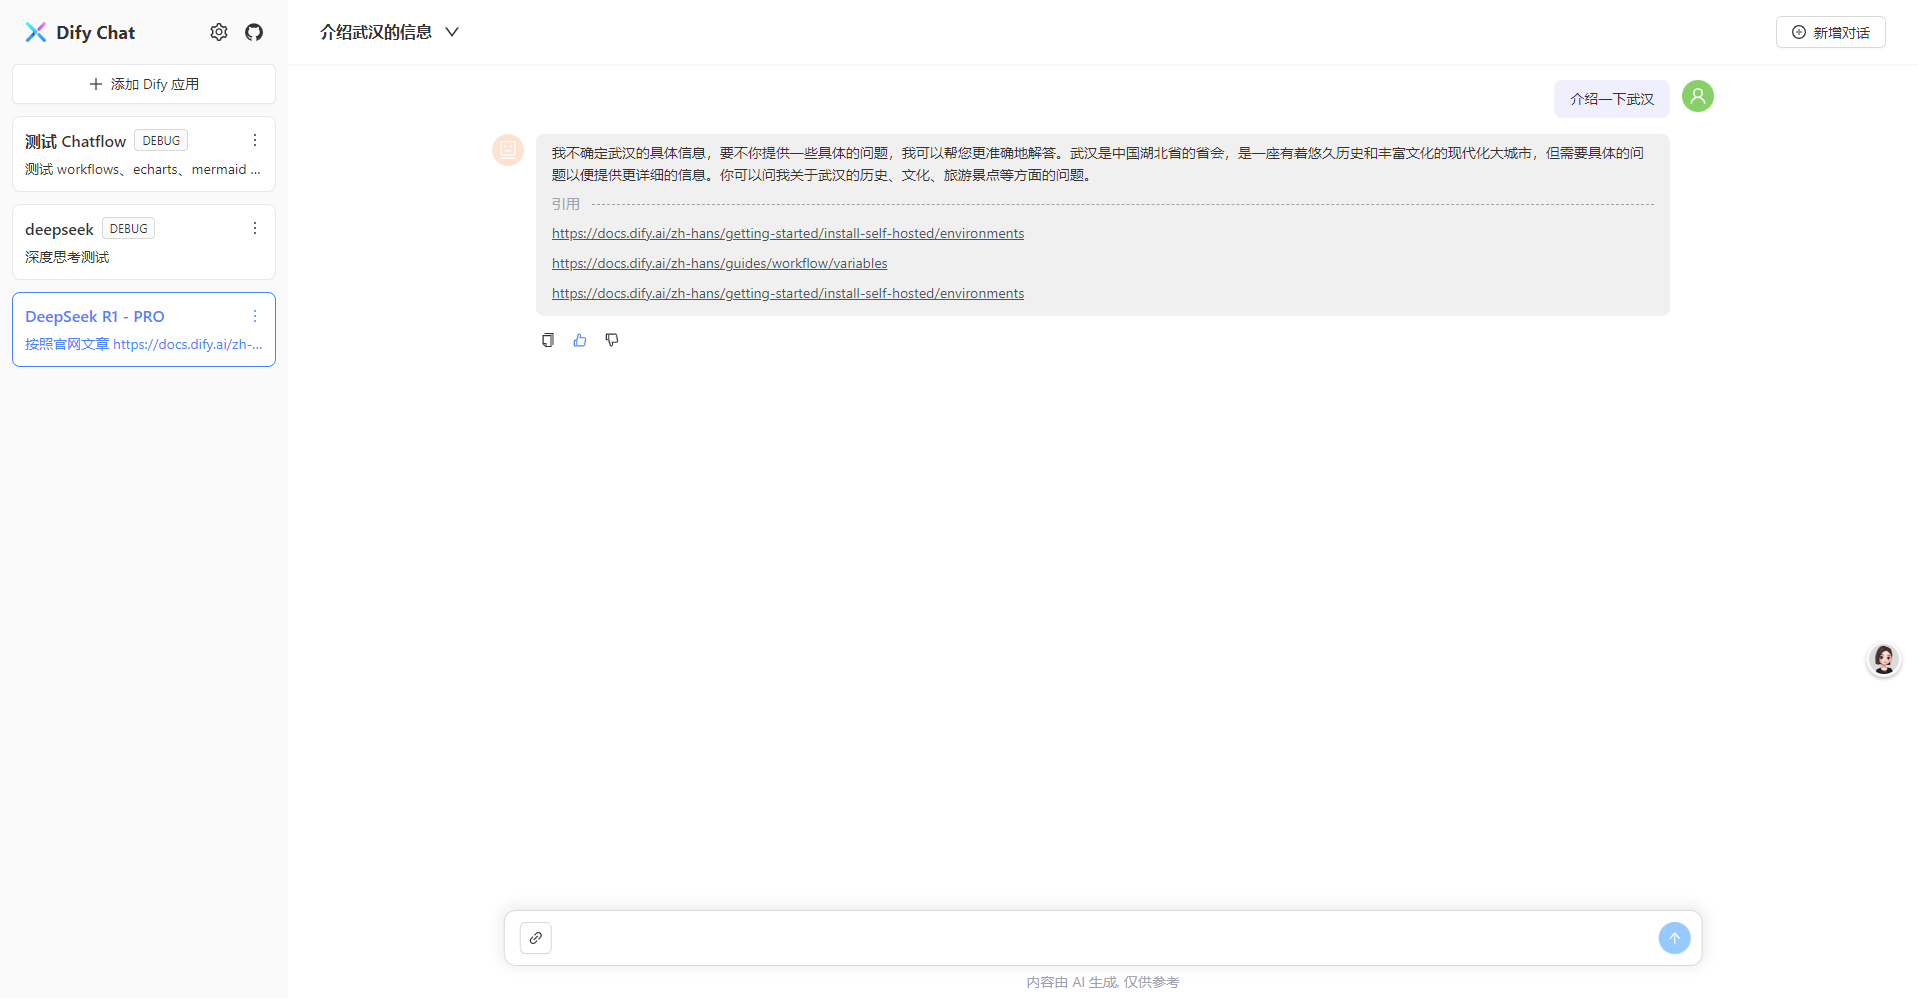 Dify Chat
添加 Dify 应用
测试 Chatflow DEBUG
测试 workflows、echarts、mermaid ...
deepseek DEBUG
深度思考测试
DeepSeek R1 - PRO
按照官网文章 https://docs.dify.ai/zh-...
介绍武汉的信息
新增对话
介绍一下武汉
我不确定武汉的具体信息，要不你提供一些具体的问题，我可以帮您更准确地解答。武汉是中国湖北省的省会，是一座有着悠久历史和丰富文化的现代化大城市，但需要具体的问
题以便提供更详细的信息。你可以问我关于武汉的历史、文化、旅游景点等方面的问题。
引用
https://docs.dify.ai/zh-hans/getting-started/install-self-hosted/environments
https://docs.dify.ai/zh-hans/guides/workflow/variables
https://docs.dify.ai/zh-hans/getting-started/install-self-hosted/environments
内容由 AI 生成, 仅供参考